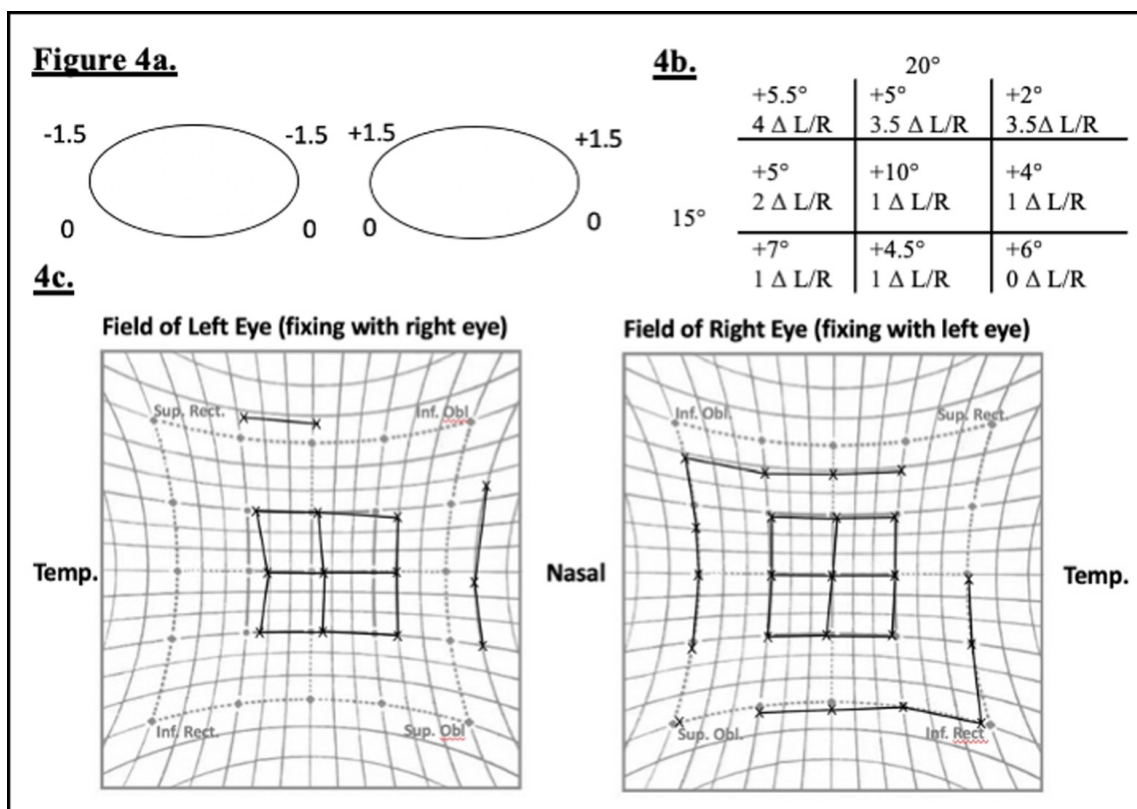 Figure 4a.
-1.5 -1.5 +1.5 +1.5
0 0 0 0
4b.
20°
+5.5° +5° +2°
4 Δ L/R 3.5 Δ L/R 3.5Δ L/R
+5° +10° +4°
15° 2 Δ L/R 1 Δ L/R 1 Δ L/R
+7° +4.5° +6°
1 Δ L/R 1 Δ L/R 0 Δ L/R
4c.
Field of Left Eye (fixing with right eye)
Sup. Rect. Inf. Obl
Temp. Nasal
Inf. Rect. Sup. Obl
Field of Right Eye (fixing with left eye)
Inf. Obl. Sup. Rect.
Temp.
Sup. Obl. Inf. Rect